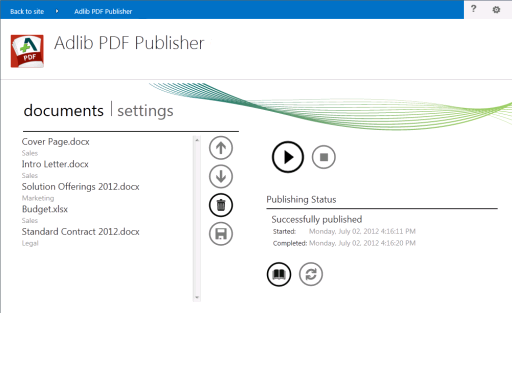 Back to site
Adlib PDF Publisher
?
PDF
Adlib PDF Publisher
documents
settings
Cover Page.docx
Sales
Intro Letter.docx
Sales
Solution Offerings 2012.docx
Marketing
Budget.xlsx
Sales
Standard Contract 2012.docx
Legal
Publishing Status
Successfully published
Started: Monday, July 02, 2012 4:16:11 PM
Completed: Monday, July 02, 2012 4:16:20 PM